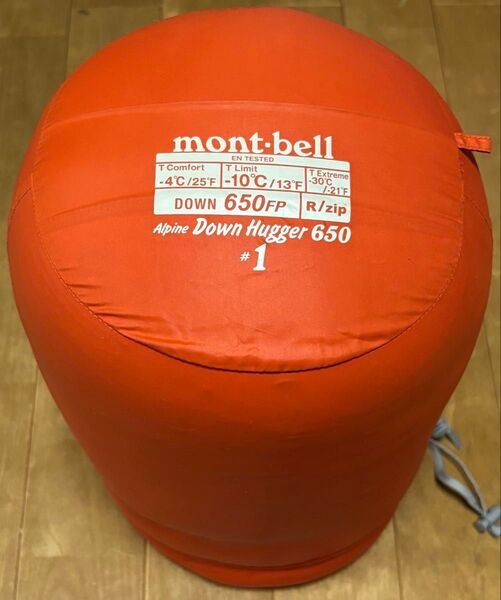 mont·bell
EN TESTED
T Comfort T Limit T Extreme
-4℃/25°F -10℃/13°F -30℃/-21°F
DOWN 650FP R/zip
Alpine Down Hugger 650
#1